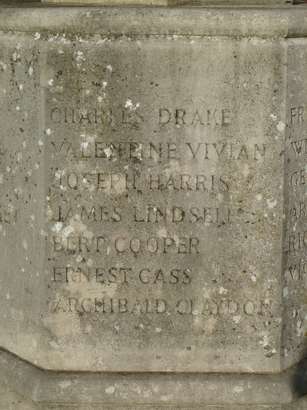 CHARLES DRAKE
VALENTINE VIVIAN
JOSEPH HARRIS
JAMES LINDSELL
BERT COOPER
ERNEST CASS
ARCHIBALD CLAYDON